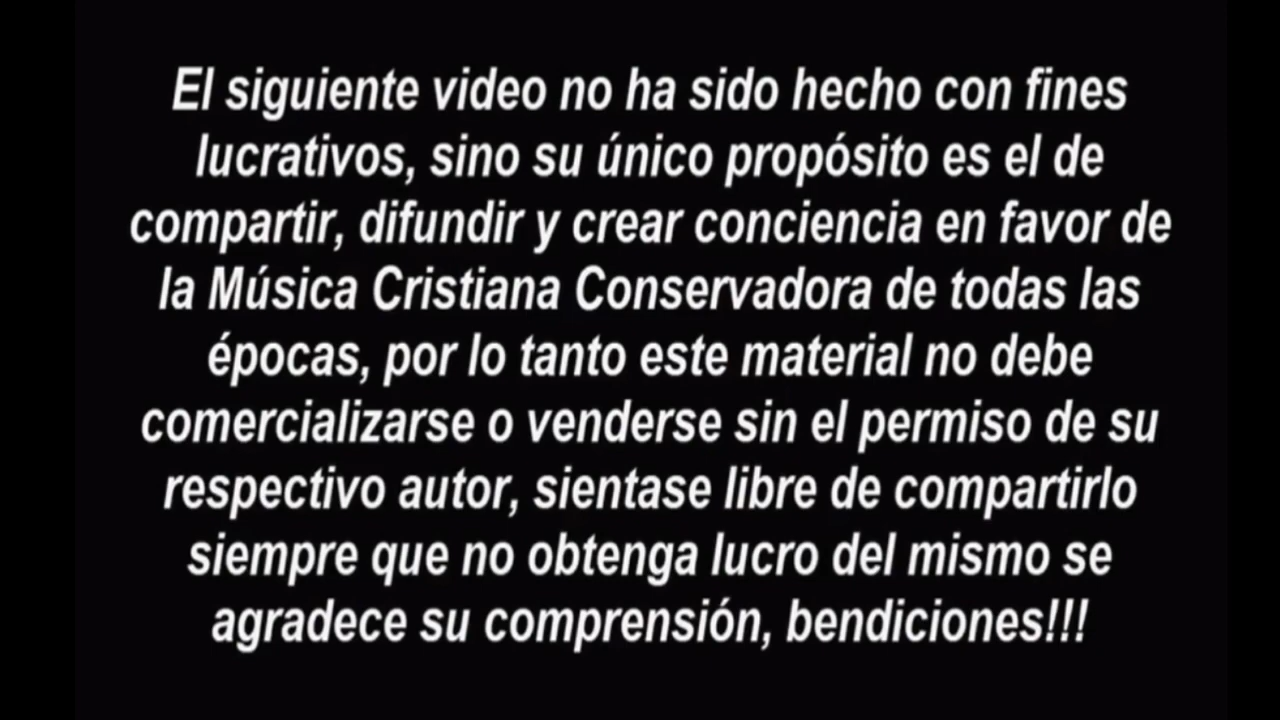 El siguiente video no ha sido hecho con fines
lucrativos, sino su único propósito es el de
compartir, difundir y crear conciencia en favor de
la Música Cristiana Conservadora de todas las
épocas, por lo tanto este material no debe
comercializarse o venderse sin el permiso de su
respectivo autor, sientase libre de compartirlo
siempre que no obtenga lucro del mismo se
agradece su comprensión, bendiciones!!!